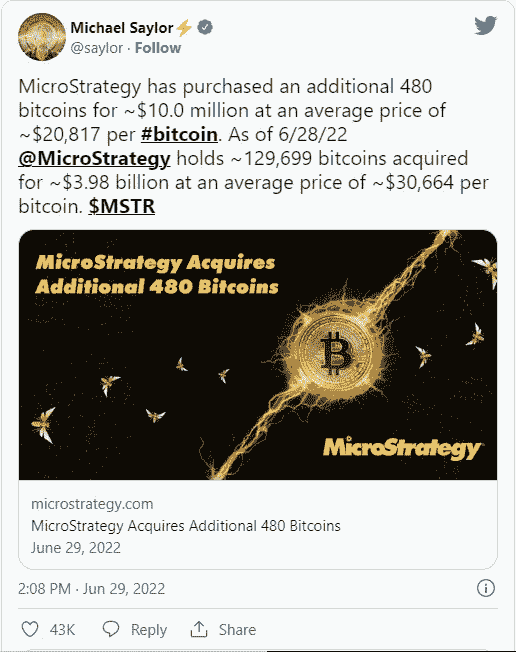 Michael Saylor⚡
@saylor · Follow
MicroStrategy has purchased an additional 480
bitcoins for ~$10.0 million at an average price of
~$20,817 per #bitcoin. As of 6/28/22
@MicroStrategy holds ~129,699 bitcoins acquired
for ~$3.98 billion at an average price of ~$30,664 per
bitcoin. $MSTR
MicroStrategy Acquires
Additional 480 Bitcoins
MicroStrategy
microstrategy.com
MicroStrategy Acquires Additional 480 Bitcoins
June 29, 2022
2:08 PM · Jun 29, 2022
43K Reply Share